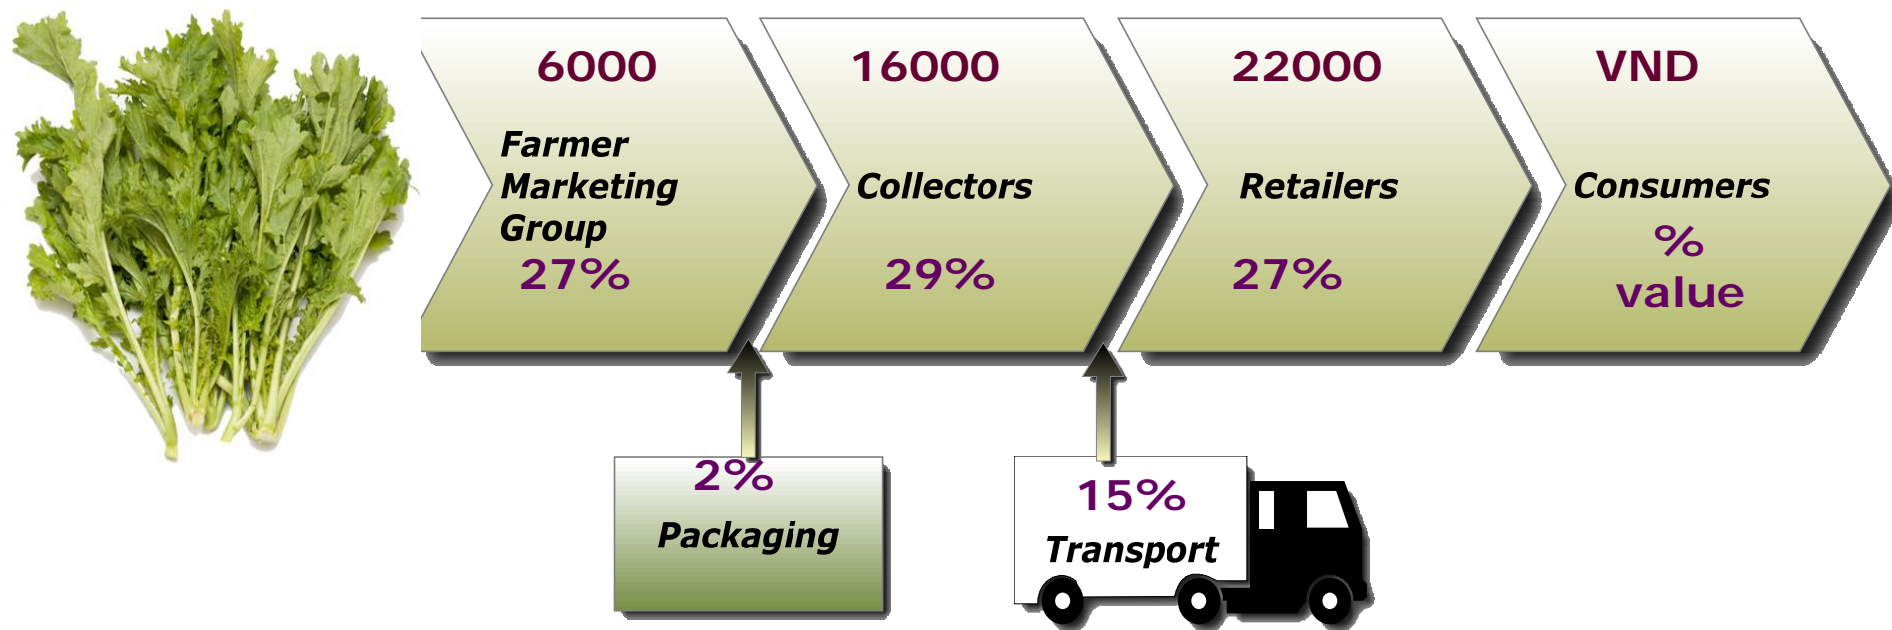 6000
Farmer
Marketing
Group
27%
16000
Collectors
29%
22000
Retailers
27%
VND
Consumers
%
value
2%
Packaging
15%
Transport